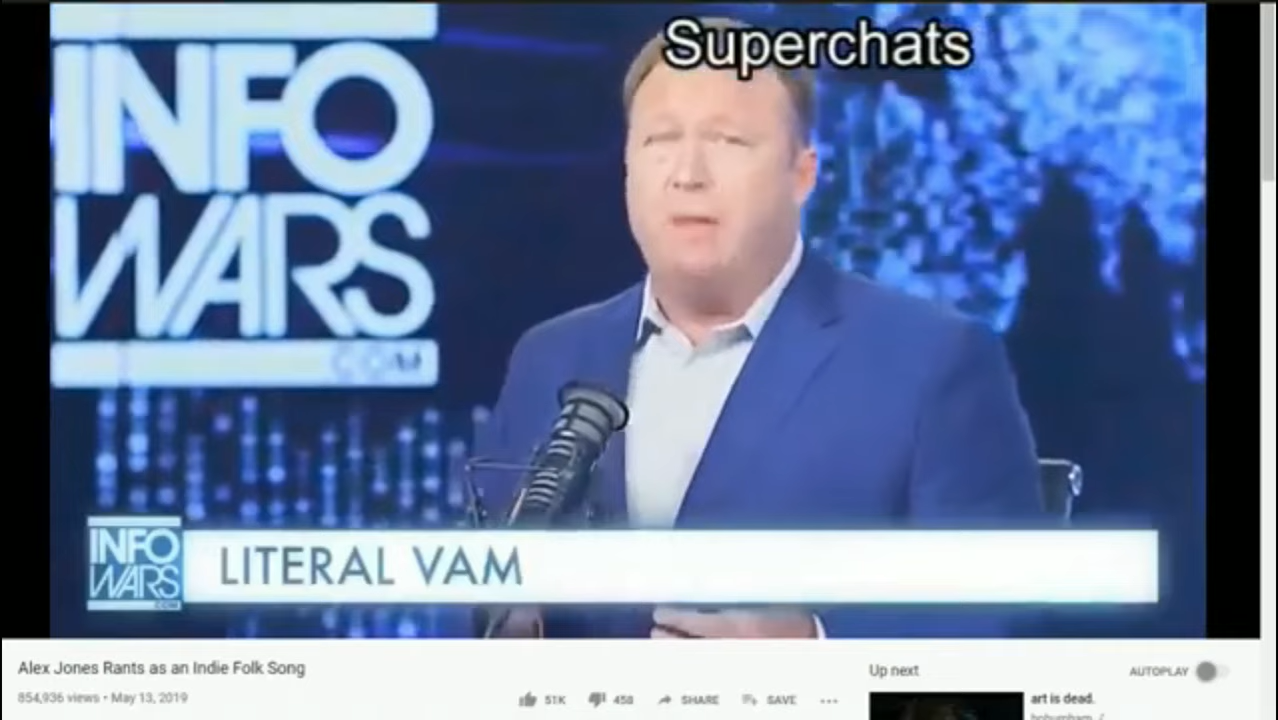 Superchats
INFO
WARS
.COM
INFO
WARS
.COM
LITERAL VAM
Alex Jones Rants as an Indie Folk Song
854,936 views • May 13, 2019
51K
458
SHARE
SAVE
Up next
AUTOPLAY
art is dead.